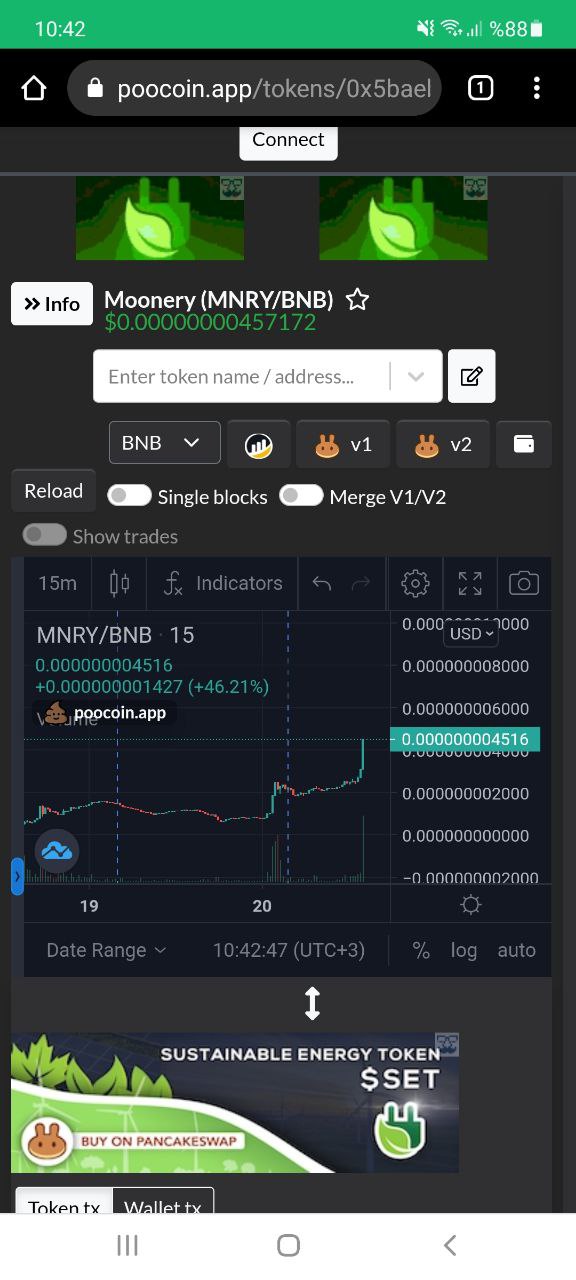 10:42
%88
poocoin.app/tokens/0x5bael
1
Connect
Info
Moonery (MNRY/BNB)
$0.00000000457172
Enter token name / address...
BNB
v1
v2
Reload
Single blocks
Merge V1/V2
Show trades
15m
Indicators
MNRY/BNB · 15
USD
0.000000004516
+0.000000001427 (+46.21%)
poocoin.app
Volume
0.000000008000
0.000000006000
0.000000004516
0.000000004000
0.000000002000
0.000000000000
−0.000000002000
19
20
Date Range
10:42:47 (UTC+3)
%
log
auto
SUSTAINABLE ENERGY TOKEN
$SET
BUY ON PANCAKESWAP
Token tx
Wallet tx